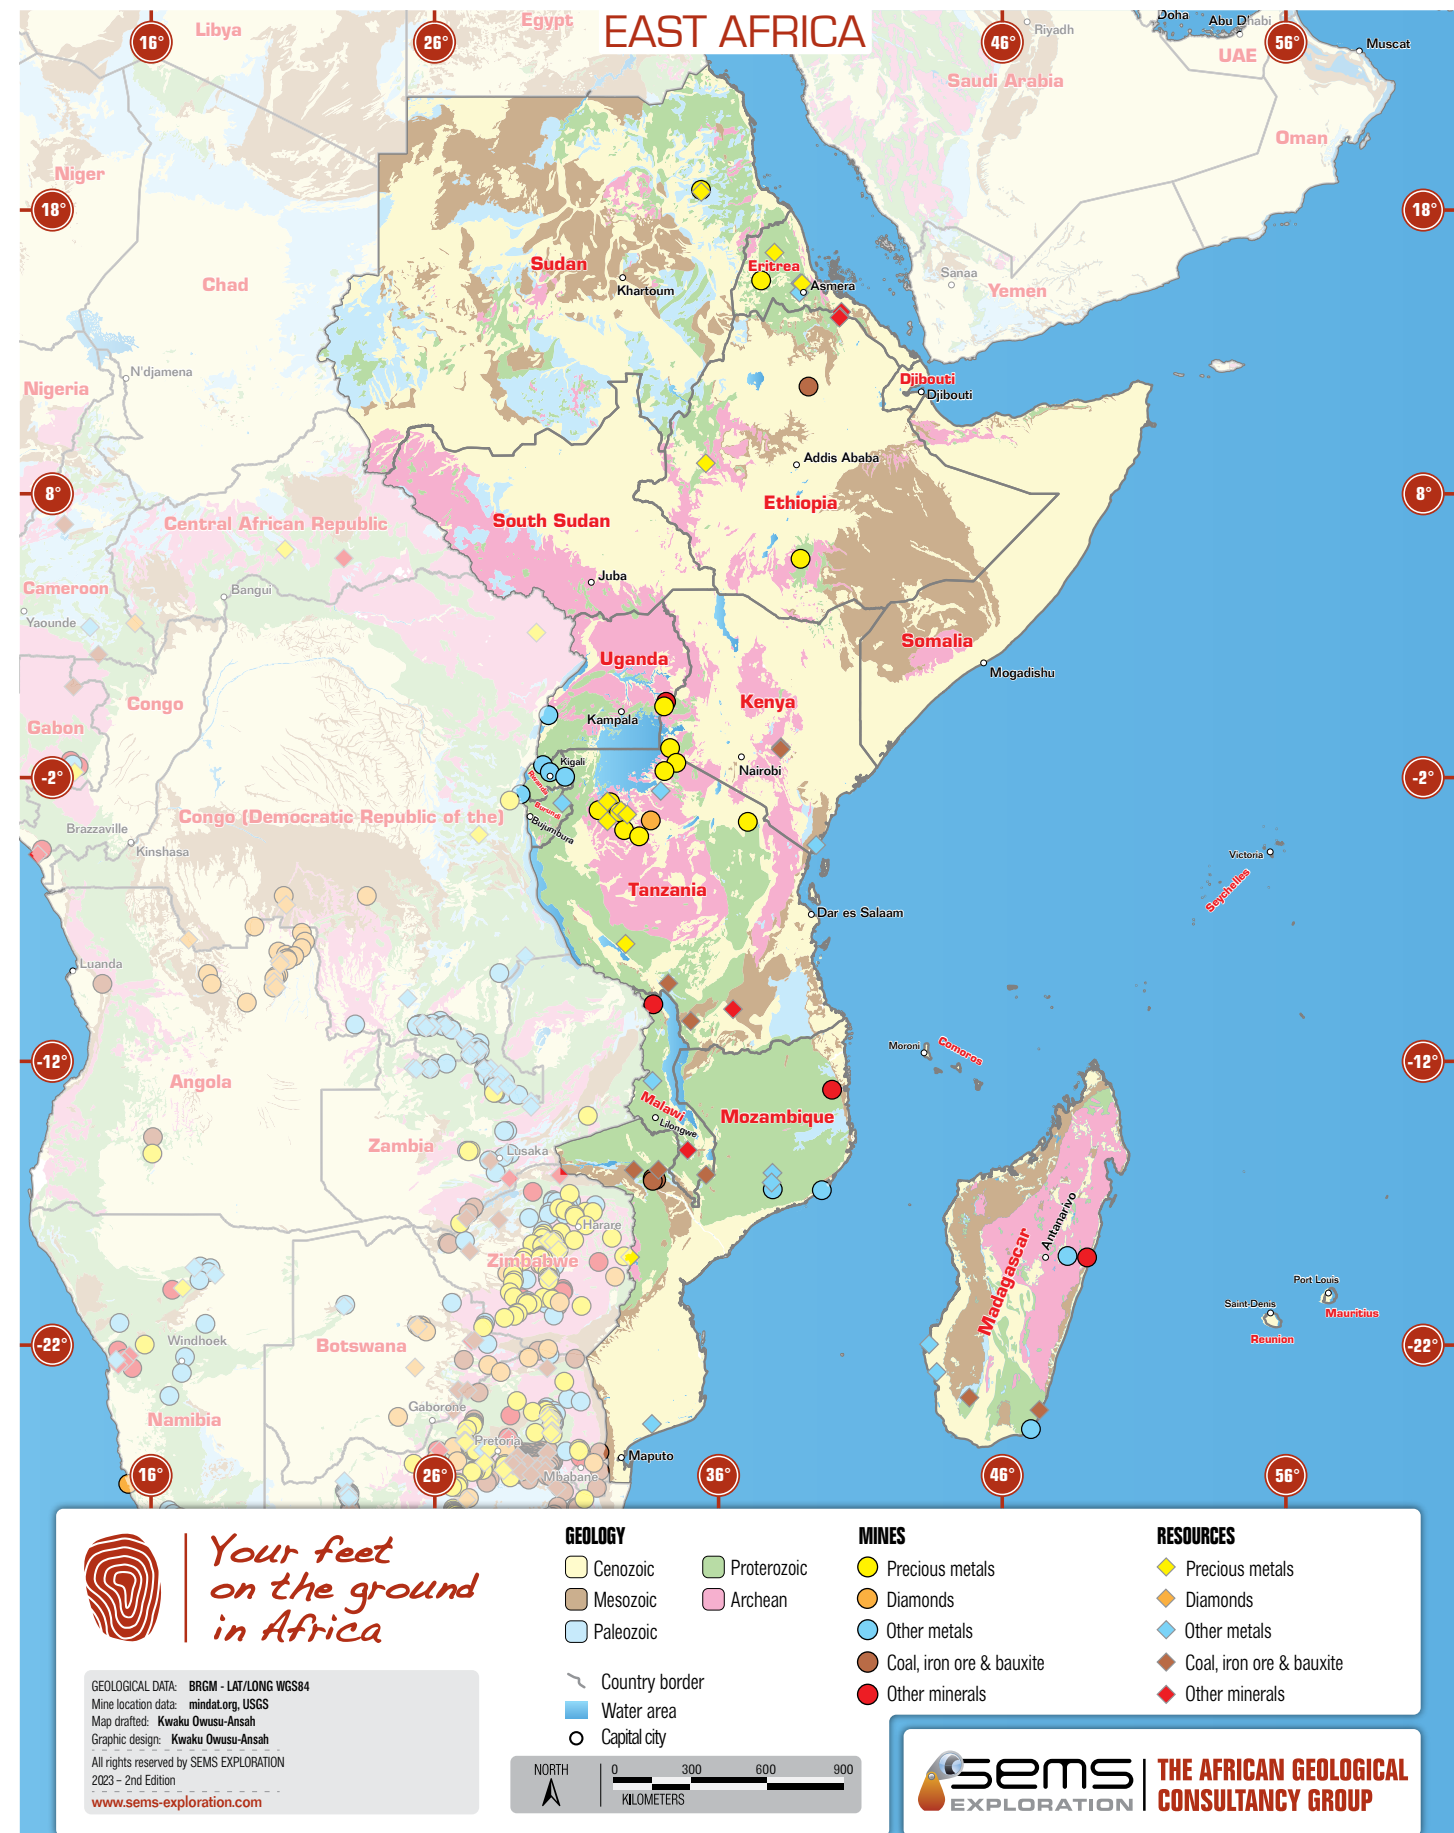 EAST AFRICA
16°
26°
46°
56°
Libya
Egypt
Riyadh
Doha
Abu Dhabi
Muscat
UAE
Saudi Arabia
Oman
Niger
18°
18°
Chad
Sudan
Khartoum
Eritrea
Asmera
Sanaa
Yemen
N'djamena
Nigeria
Djibouti
Djibouti
Addis Ababa
8°
8°
Ethiopia
Central African Republic
South Sudan
Juba
Cameroon
Yaounde
Bangui
Somalia
Mogadishu
Uganda
Kampala
Kenya
Nairobi
Congo
Gabon
-2°
-2°
Kigali
Rwanda
Burundi
Bujumbura
Congo (Democratic Republic of the)
Brazzaville
Kinshasa
Tanzania
Dar es Salaam
Victoria
Seychelles
Luanda
-12°
-12°
Angola
Moroni
Comoros
Malawi
Lilongwe
Mozambique
Zambia
Lusaka
Harare
Zimbabwe
Antanarivo
Madagascar
Port Louis
Mauritius
Saint-Denis
Reunion
-22°
-22°
Windhoek
Botswana
Namibia
Gaborone
Pretoria
Mbabane
Maputo
16°
26°
36°
46°
56°
Your feet
on the ground
in Africa
GEOLOGICAL DATA: BRGM - LAT/LONG WGS84
Mine location data: mindat.org, USGS
Map drafted: Kwaku Owusu-Ansah
Graphic design: Kwaku Owusu-Ansah
All rights reserved by SEMS EXPLORATION
2023 – 2nd Edition
www.sems-exploration.com
GEOLOGY
Cenozoic
Mesozoic
Paleozoic
Proterozoic
Archean
Country border
Water area
Capital city
NORTH
0 300 600 900
KILOMETERS
MINES
Precious metals
Diamonds
Other metals
Coal, iron ore & bauxite
Other minerals
RESOURCES
Precious metals
Diamonds
Other metals
Coal, iron ore & bauxite
Other minerals
sems
EXPLORATION
THE AFRICAN GEOLOGICAL
CONSULTANCY GROUP